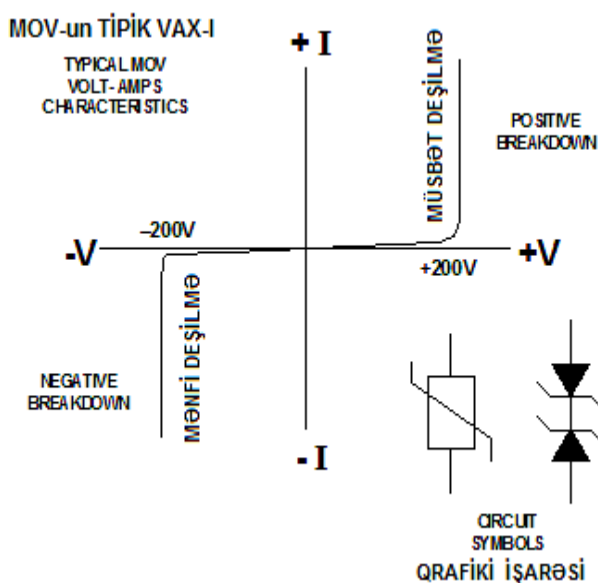 MOV-un TİPİK VAX-I
TYPICAL MOV
VOLT-AMPS
CHARACTERISTICS
+ I
MÜSBƏT DEŞİLMƏ
POSITIVE
BREAKDOWN
–200V
-V
+V
+200V
MƏNFİ DEŞİLMƏ
NEGATIVE
BREAKDOWN
- I
CIRCUIT
SYMBOLS
QRAFİKİ İŞARƏSİ